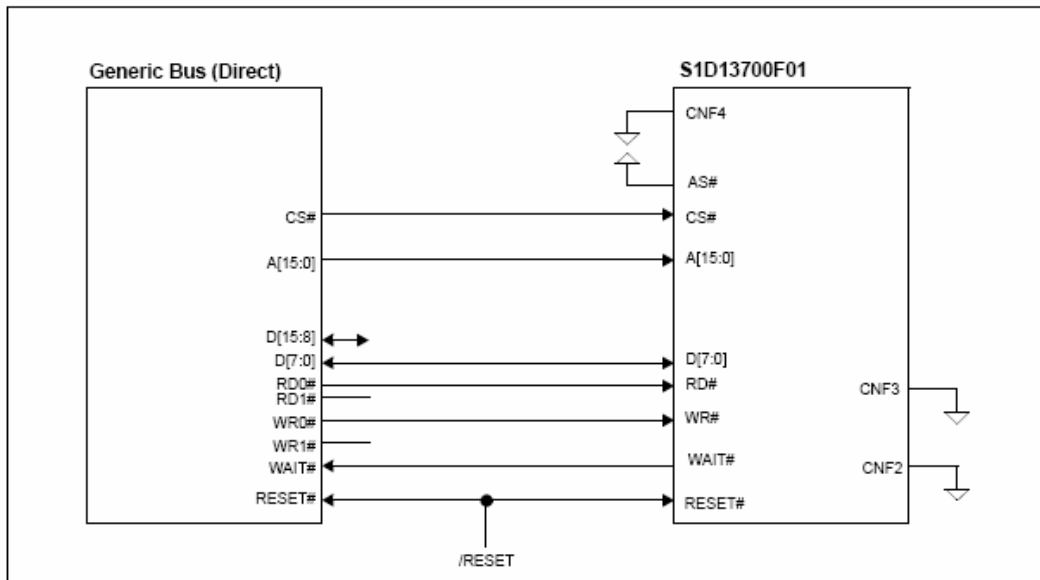 Generic Bus (Direct)
S1D13700F01
CNF4
AS#
CS#
CS#
A[15:0]
A[15:0]
D[15:8]
D[7:0]
D[7:0]
RD0#
RD#
RD1#
CNF3
WR0#
WR#
WR1#
WAIT#
WAIT#
CNF2
RESET#
RESET#
/RESET